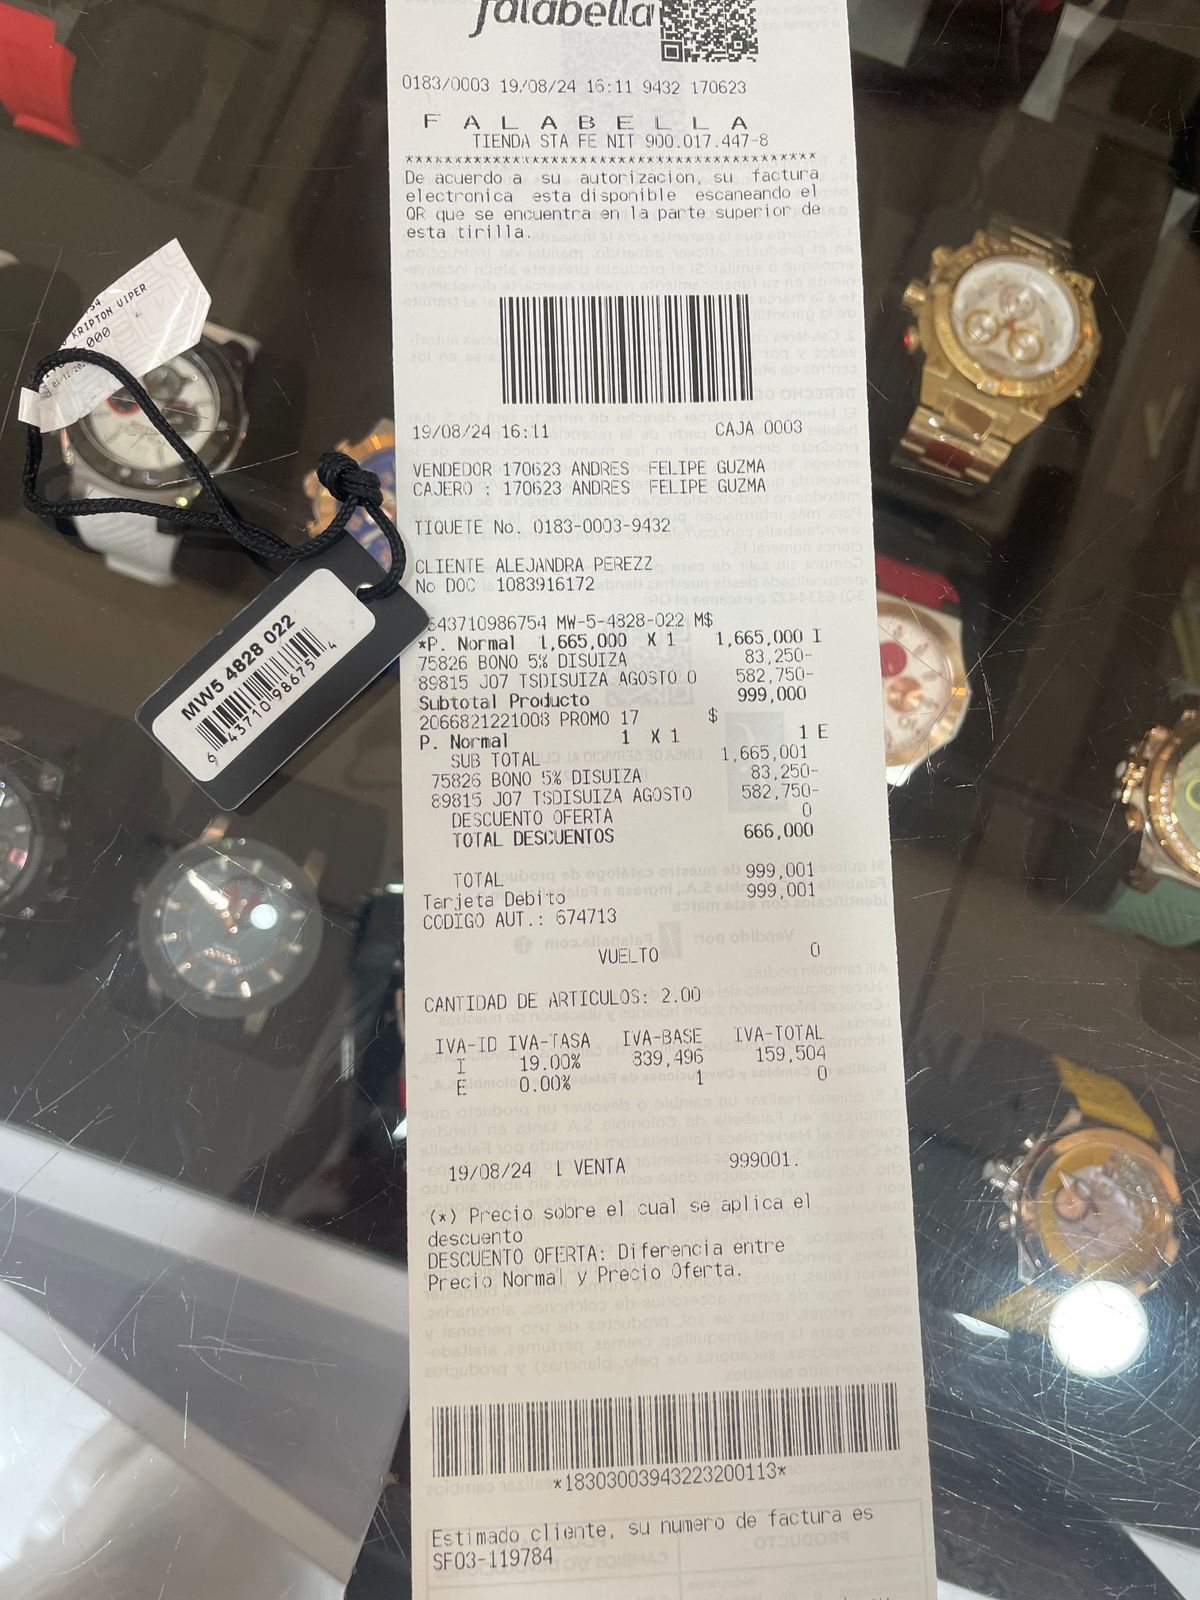 falabella
0183/0003 19/08/24 16:11 9432 170623
F A L A B E L L A
TIENDA STA FE NIT 900.017.447-8
******************************************
De acuerdo a su autorizacion, su factura
electronica esta disponible escaneando el
QR que se encuentra en la parte superior de
esta tirilla.
19/08/24 16:11 CAJA 0003
VENDEDOR 170623 ANDRES FELIPE GUZMA
CAJERO : 170623 ANDRES FELIPE GUZMA
TIQUETE No. 0183-0003-9432
CLIENTE ALEJANDRA PEREZZ
No DOC 1083916172
643710986754 MW-5-4828-022 M$
*P. Normal 1,665,000 X 1 1,665,000 I
75826 BONO 5% DISUIZA 83,250-
89815 J07 TSDISUIZA AGOSTO 0 582,750-
Subtotal Producto 999,000
2066821221008 PROMO 17 $
P. Normal 1 X 1 1 E
SUB TOTAL 1,665,001
75826 BONO 5% DISUIZA 83,250-
89815 J07 TSDISUIZA AGOSTO 582,750-
DESCUENTO OFERTA 0
TOTAL DESCUENTOS 666,000
TOTAL 999,001
Tarjeta Debito 999,001
CODIGO AUT.: 674713
VUELTO 0
CANTIDAD DE ARTICULOS: 2.00
IVA-ID IVA-TASA IVA-BASE IVA-TOTAL
I 19.00% 839,496 159,504
E 0.00% 1 0
19/08/24 L VENTA 999001.
(*) Precio sobre el cual se aplica el
descuento
DESCUENTO OFERTA: Diferencia entre
Precio Normal y Precio Oferta.
*18303003943223200113*
Estimado cliente, su numero de factura es
SF03-119784
KRIPTON VIPER
MW5 4828 022
6 43710 98675 4